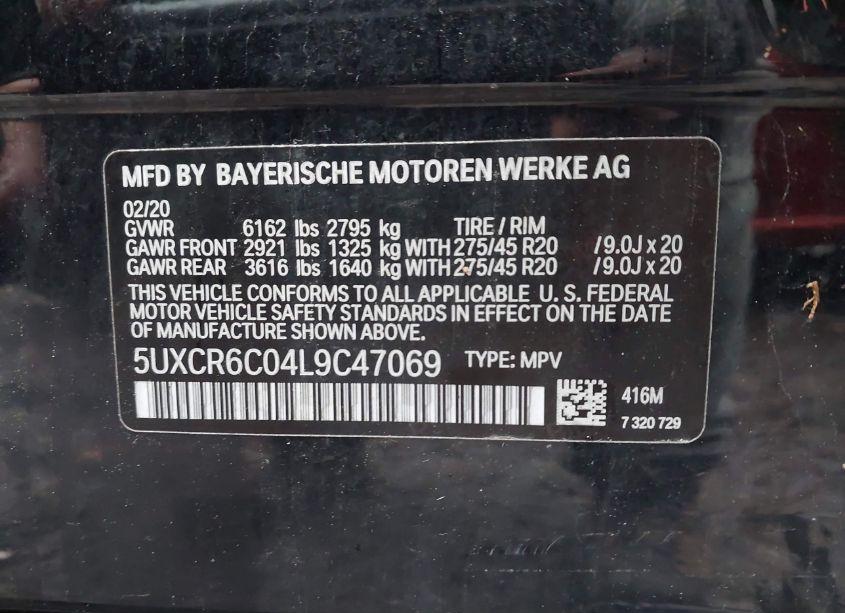 MFD BY BAYERISCHE MOTOREN WERKE AG
02/20
GVWR 6162 lbs 2795 kg TIRE / RIM
GAWR FRONT 2921 lbs 1325 kg WITH 275/45 R20 / 9.0J x 20
GAWR REAR 3616 lbs 1640 kg WITH 275/45 R20 / 9.0J x 20
THIS VEHICLE CONFORMS TO ALL APPLICABLE U. S. FEDERAL
MOTOR VEHICLE SAFETY STANDARDS IN EFFECT ON THE DATE
OF MANUFACTURE SHOWN ABOVE.
5UXCR6C04L9C47069 TYPE: MPV
416M
7 320 729